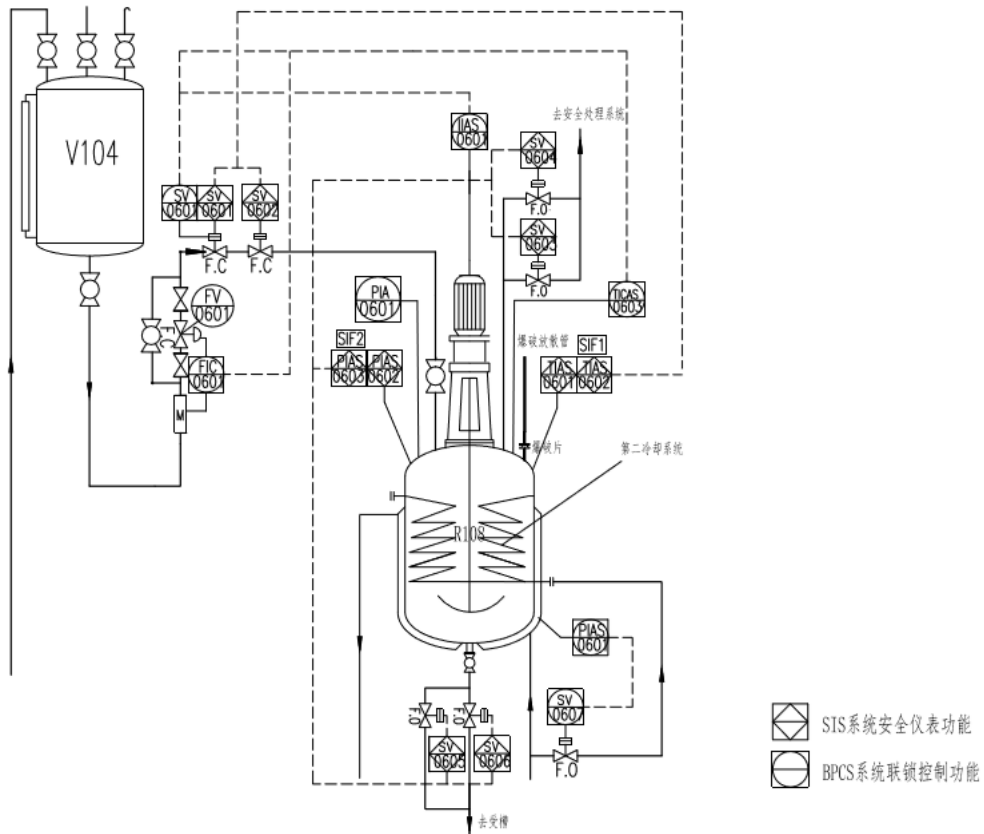 V104
IIAS
0601
去安全处理系统
SV
0604
F.O
SV
0603
F.O
SV
0601
SV
0601
SV
0602
F.C
F.C
FV
0601
F.C
FIC
0601
M
PIA
0601
SIF2
PIAS
0603
PIAS
0602
TICAS
0603
爆破放散管
SIF1
TIAS
0601
TIAS
0602
爆破片
第二冷却系统
R108
PIAS
0601
SV
0607
F.O
F.O
F.O
SV
0605
SV
0606
去受槽
SIS系统安全仪表功能
BPCS系统联锁控制功能